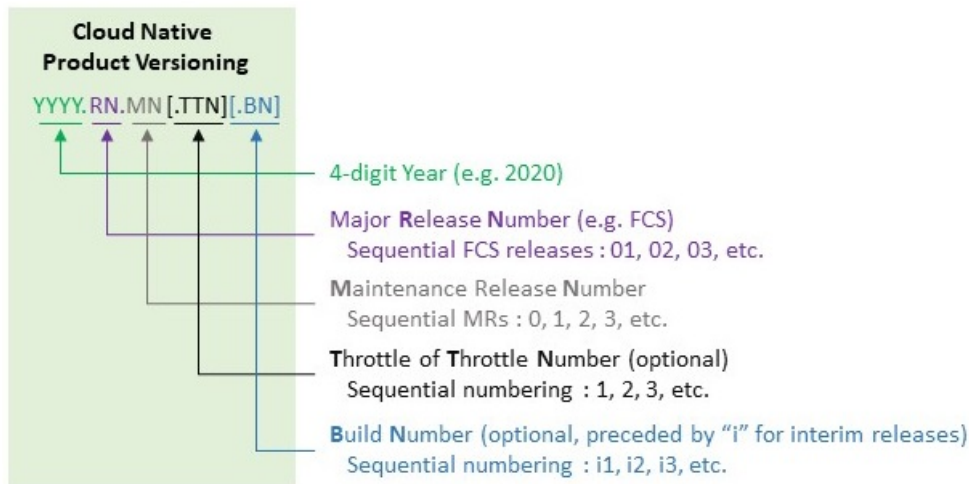 Cloud Native
Product Versioning
YYYY.RN.MN[.TTN][.BN]
4-digit Year (e.g. 2020)
Major Release Number (e.g. FCS)
Sequential FCS releases : 01, 02, 03, etc.
Maintenance Release Number
Sequential MRs : 0, 1, 2, 3, etc.
Throttle of Throttle Number (optional)
Sequential numbering : 1, 2, 3, etc.
Build Number (optional, preceded by “i” for interim releases)
Sequential numbering : i1, i2, i3, etc.